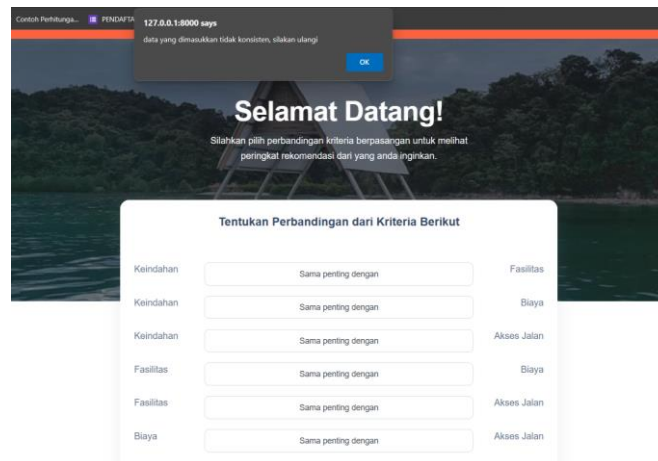 Contoh Perhitunga...
PENDAFTA
127.0.0.1:8000 says
data yang dimasukkan tidak konsisten, silakan ulangi
OK
Selamat Datang!
Silahkan pilih perbandingan kriteria berpasangan untuk melihat
peringkat rekomendasi dari yang anda inginkan.
Tentukan Perbandingan dari Kriteria Berikut
Keindahan Sama penting dengan Fasilitas
Keindahan Sama penting dengan Biaya
Keindahan Sama penting dengan Akses Jalan
Fasilitas Sama penting dengan Biaya
Fasilitas Sama penting dengan Akses Jalan
Biaya Sama penting dengan Akses Jalan